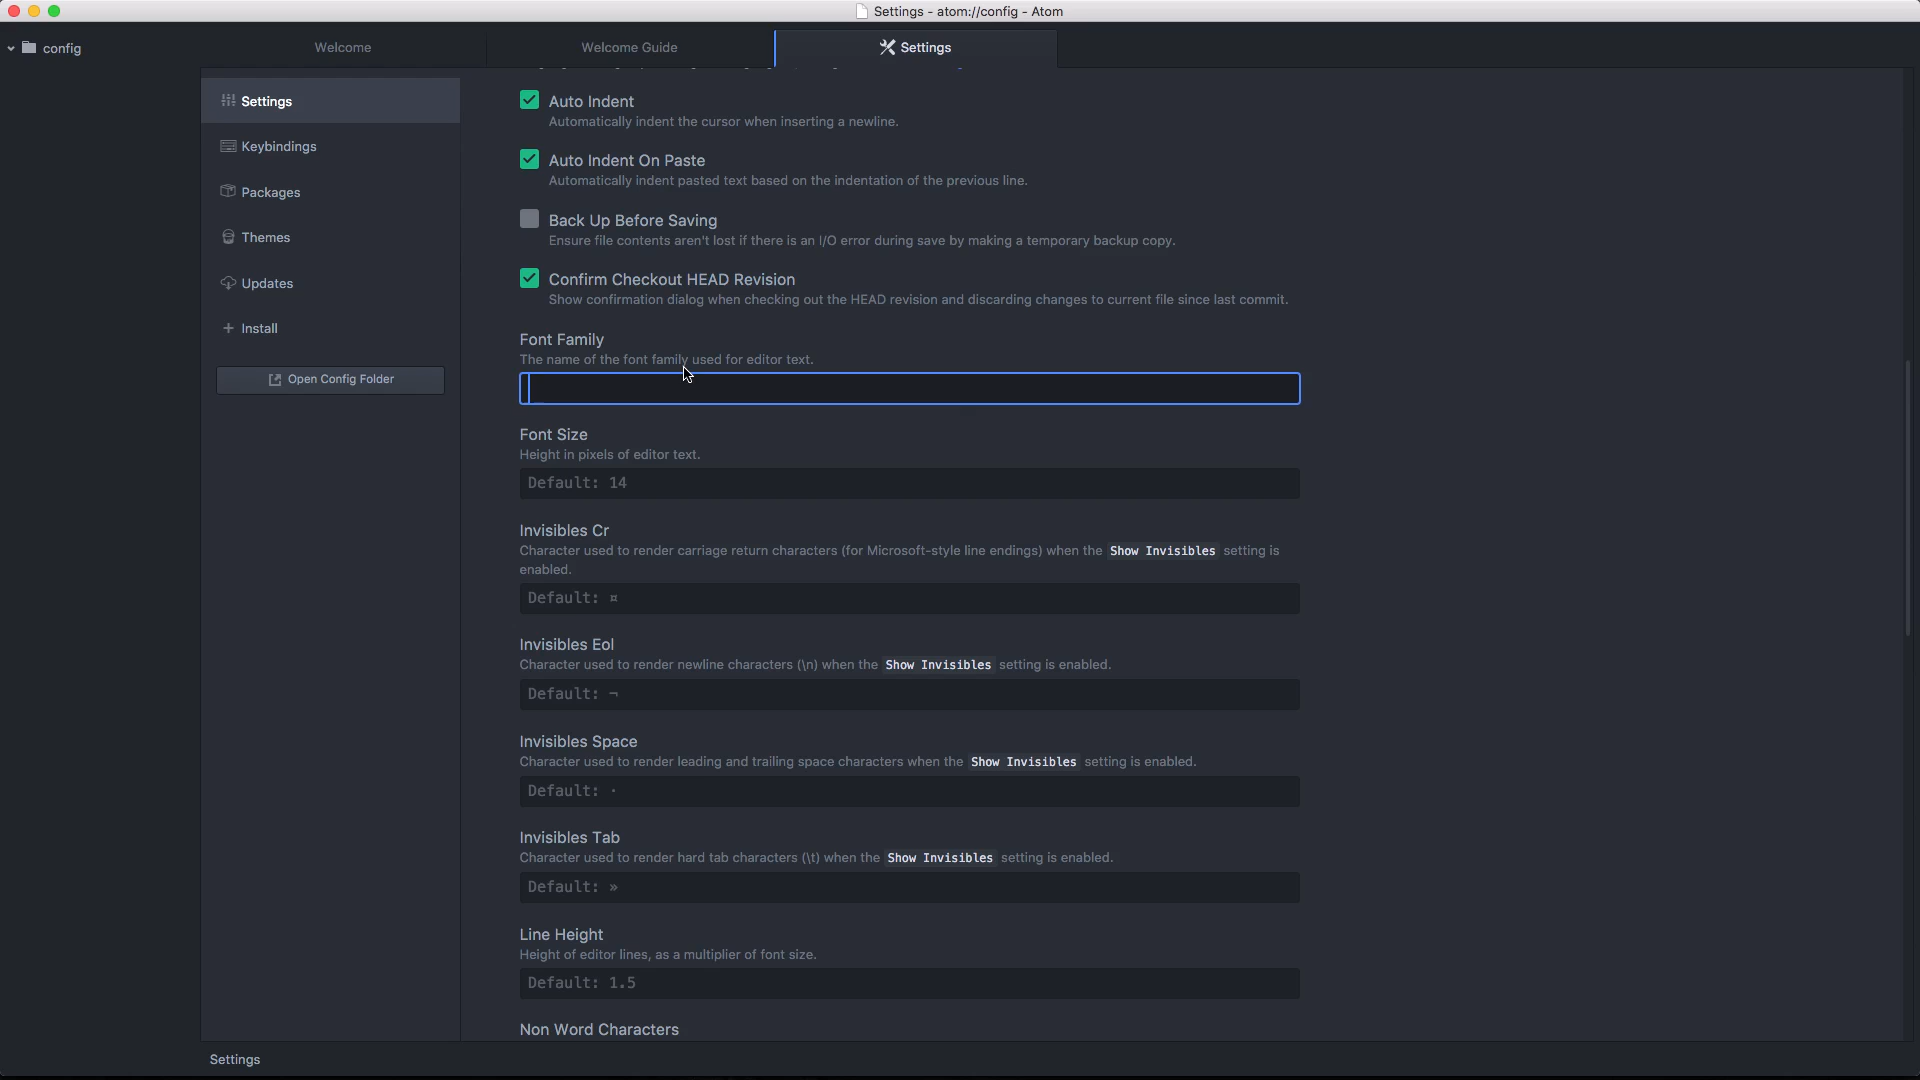 Settings - atom://config - Atom
config
Welcome
Welcome Guide
Settings
Settings
Keybindings
Packages
Themes
Updates
Install
Open Config Folder
Auto Indent
Automatically indent the cursor when inserting a newline.
Auto Indent On Paste
Automatically indent pasted text based on the indentation of the previous line.
Back Up Before Saving
Ensure file contents aren't lost if there is an I/O error during save by making a temporary backup copy.
Confirm Checkout HEAD Revision
Show confirmation dialog when checking out the HEAD revision and discarding changes to current file since last commit.
Font Family
The name of the font family used for editor text.
Font Size
Height in pixels of editor text.
Default: 14
Invisibles Cr
Character used to render carriage return characters (for Microsoft-style line endings) when the Show Invisibles setting is
enabled.
Default: ¤
Invisibles Eol
Character used to render newline characters (\n) when the Show Invisibles setting is enabled.
Default: ¬
Invisibles Space
Character used to render leading and trailing space characters when the Show Invisibles setting is enabled.
Default: ·
Invisibles Tab
Character used to render hard tab characters (\t) when the Show Invisibles setting is enabled.
Default: »
Line Height
Height of editor lines, as a multiplier of font size.
Default: 1.5
Non Word Characters
Settings